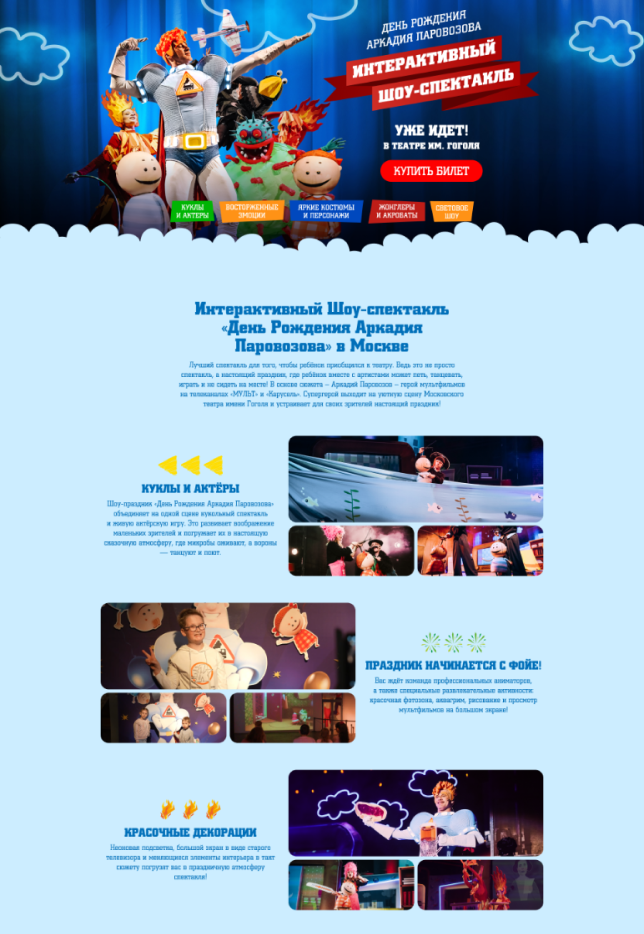 ДЕНЬ РОЖДЕНИЯ
АРКАДИЯ ПАРОВОЗОВА
ИНТЕРАКТИВНЫЙ
ШОУ-СПЕКТАКЛЬ
УЖЕ ИДЕТ!
В ТЕАТРЕ ИМ. ГОГОЛЯ
КУПИТЬ БИЛЕТ
КУКЛЫ
И АКТЕРЫ
ВОСТОРЖЕННЫЕ
ЭМОЦИИ
ЯРКИЕ КОСТЮМЫ
И ПЕРСОНАЖИ
ЖОНГЛЕРЫ
И АКРОБАТЫ
СВЕТОВОЕ
ШОУ
Интерактивный Шоу-спектакль
«День Рождения Аркадия
Паровозова» в Москве
Лучший спектакль для того, чтобы ребёнок приобщился к театру. Ведь это не просто
спектакль, а настоящий праздник, где ребёнок вместе с артистами может петь, танцевать,
играть и не сидеть на месте! В основе сюжета – Аркадий Паровозов – герой мультфильмов
на телеканалах «МУЛЬТ» и «Карусель». Супергерой выходит на уютную сцену Московского
театра имени Гоголя и устраивает для своих зрителей настоящий праздник!
КУКЛЫ И АКТЁРЫ
Шоу-праздник «День Рождения Аркадия Паровозова»
объединяет на одной сцене кукольный спектакль
и живую актёрскую игру. Это развивает воображение
маленьких зрителей и погружает их в настоящую
сказочную атмосферу, где микробы оживают, а вороны
— танцуют и поют.
ПРАЗДНИК НАЧИНАЕТСЯ С ФОЙЕ!
Вас ждёт команда профессиональных аниматоров,
а также специальные развлекательные активности:
красочная фотозона, аквагрим, рисование и просмотр
мультфильмов на большом экране!
КРАСОЧНЫЕ ДЕКОРАЦИИ
Неоновая подсветка, большой экран в виде старого
телевизора и меняющиеся элементы интерьера в такт
сюжету погрузят вас в праздничную атмосферу
спектакля!